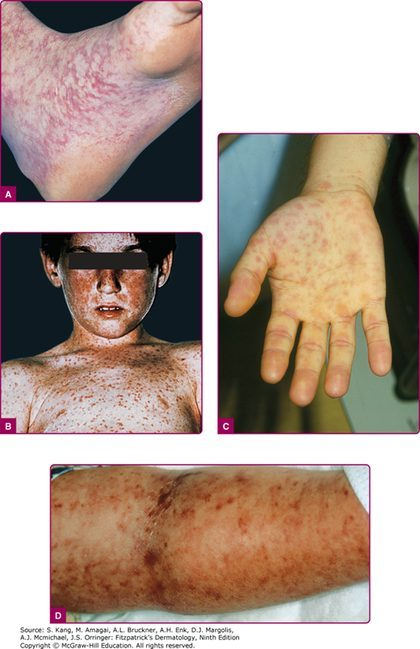 A
B
C
D
Source: S. Kang, M. Amagai, A.L. Bruckner, A.H. Enk, D.J. Margolis,
A.J. Mcmichael, J.S. Orringer: Fitzpatrick's Dermatology, Ninth Edition
Copyright © McGraw-Hill Education. All rights reserved.